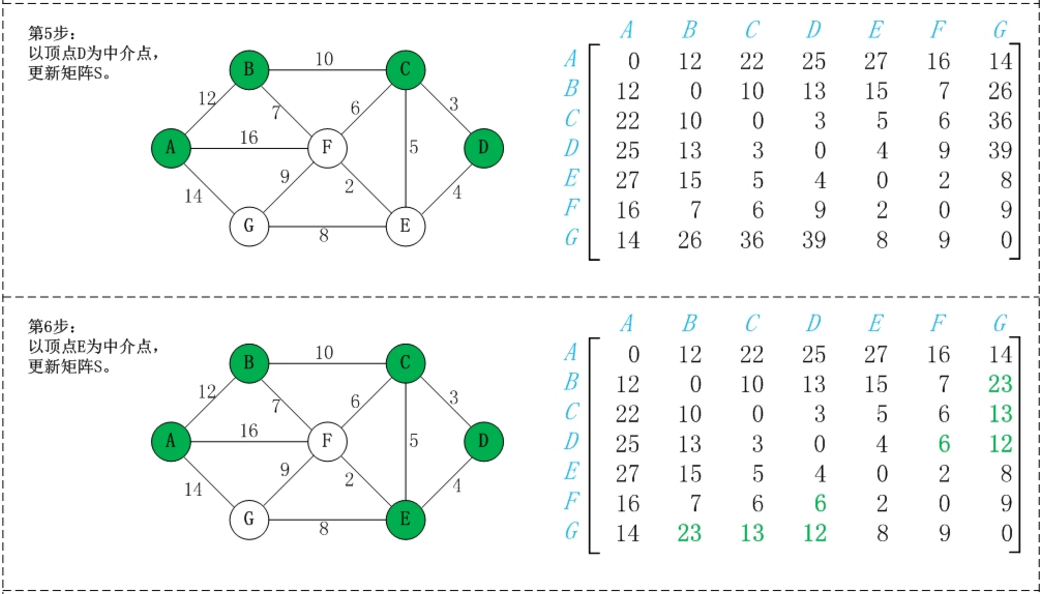 第5步:
以顶点D为中介点,
更新矩阵S。
B 10 C
12 7 6 3
A 16 F 5 D
14 9 2 4
G 8 E
A B C D E F G
A 0 12 22 25 27 16 14
B 12 0 10 13 15 7 26
C 22 10 0 3 5 6 36
D 25 13 3 0 4 9 39
E 27 15 5 4 0 2 8
F 16 7 6 9 2 0 9
G 14 26 36 39 8 9 0
第6步:
以顶点E为中介点,
更新矩阵S。
B 10 C
12 7 6 3
A 16 F 5 D
14 9 2 4
G 8 E
A B C D E F G
A 0 12 22 25 27 16 14
B 12 0 10 13 15 7 23
C 22 10 0 3 5 6 13
D 25 13 3 0 4 6 12
E 27 15 5 4 0 2 8
F 16 7 6 6 2 0 9
G 14 23 13 12 8 9 0